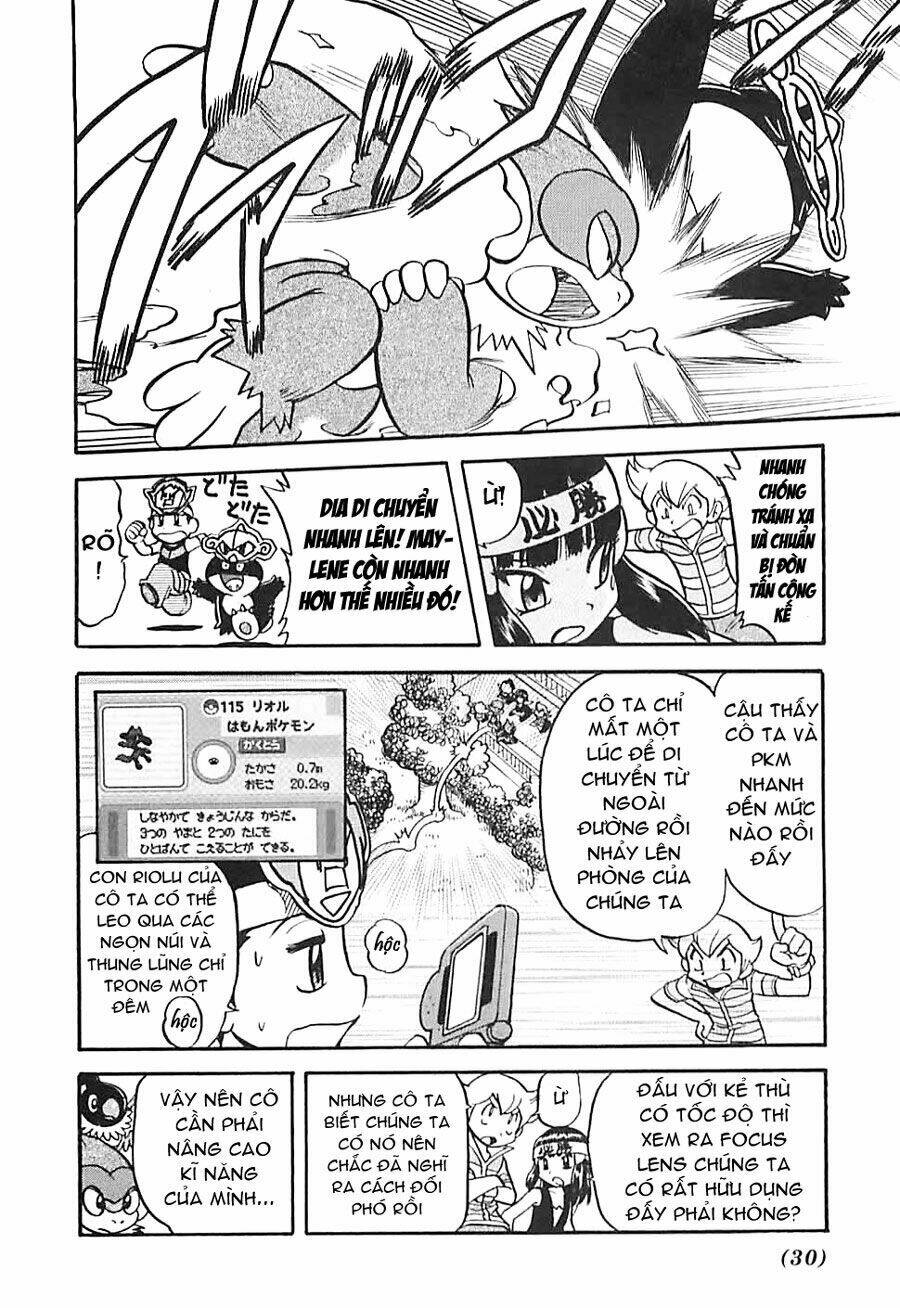 NHANH
CHÓNG
TRÁNH XA
VÀ CHUẨN
BỊ ĐÒN
TẤN CÔNG
KẾ
Ừ!
必勝
DIA DI CHUYỂN
NHANH LÊN! MAY-
LENE CÒN NHANH
HƠN THẾ NHIỀU ĐÓ!
どた
どた
RÕ
!
CẬU THẤY
CÔ TA VÀ
PKM
NHANH
ĐẾN MỨC
NÀO RỒI
ĐẤY
CÔ TA CHỈ
MẤT MỘT
LÚC ĐỂ DI
CHUYỂN TỪ
NGOÀI
ĐƯỜNG RỒI
NHẢY LÊN
PHÒNG CỦA
CHÚNG TA
115 リオル
はもんポケモン
かくとう
たかさ 0.7m
おもさ 20.2kg
しなやかで きょうじんな からだ。
3つの やまと 2つの たにを
ひとばんで こえることが できる。
CON RIOLU CỦA
CÔ TA CÓ THỂ
LEO QUA CÁC
NGỌN NÚI VÀ
THUNG LŨNG CHỈ
TRONG MỘT
ĐÊM
hộc
hộc
ĐẤU VỚI KẺ THÙ
CÓ TỐC ĐỘ THÌ
XEM RA FOCUS
LENS CHÚNG TA
CÓ RẤT HỮU DỤNG
ĐẤY PHẢI KHÔNG?
Ừ
NHƯNG CÔ TA
BIẾT CHÚNG TA
CÓ NÓ NÊN
CHẮC ĐÃ NGHĨ
RA CÁCH ĐỐI
PHÓ RỒI
VẬY NÊN CÔ
CẦN PHẢI
NÂNG CAO
KĨ NĂNG
CỦA MÌNH...
(30)